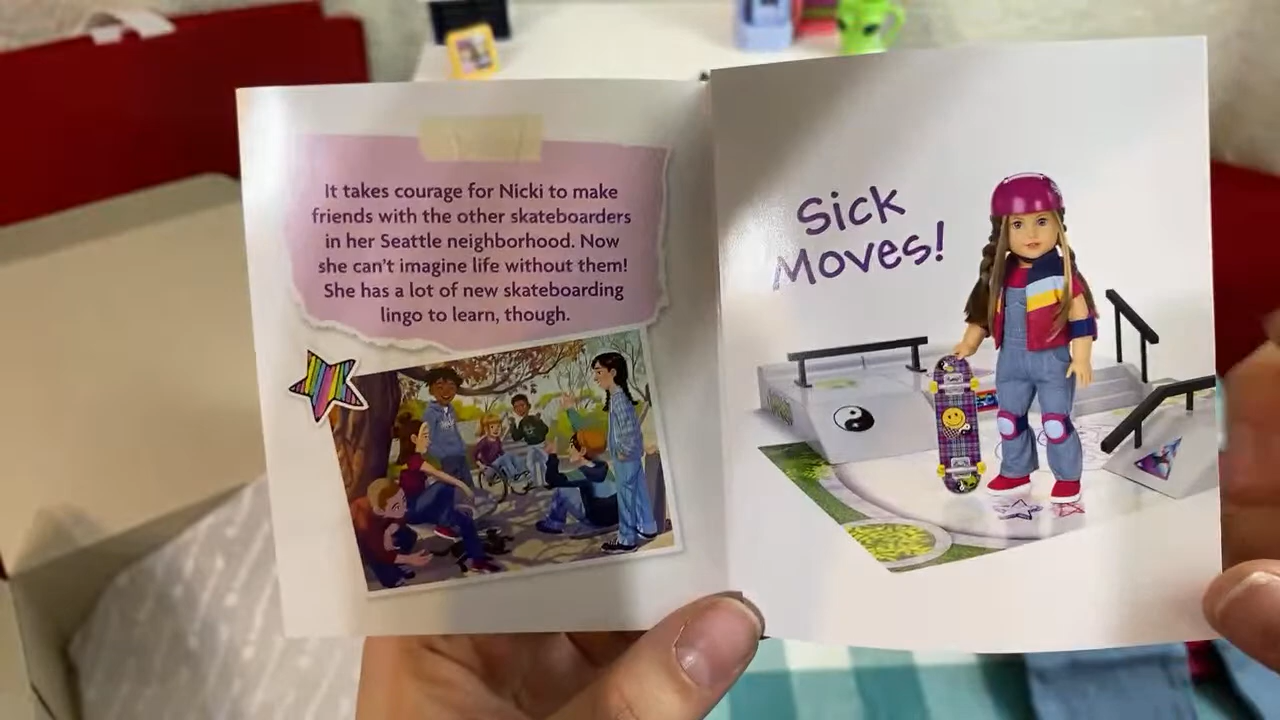 It takes courage for Nicki to make
friends with the other skateboarders
in her Seattle neighborhood. Now
she can't imagine life without them!
She has a lot of new skateboarding
lingo to learn, though.
Sick
Moves!